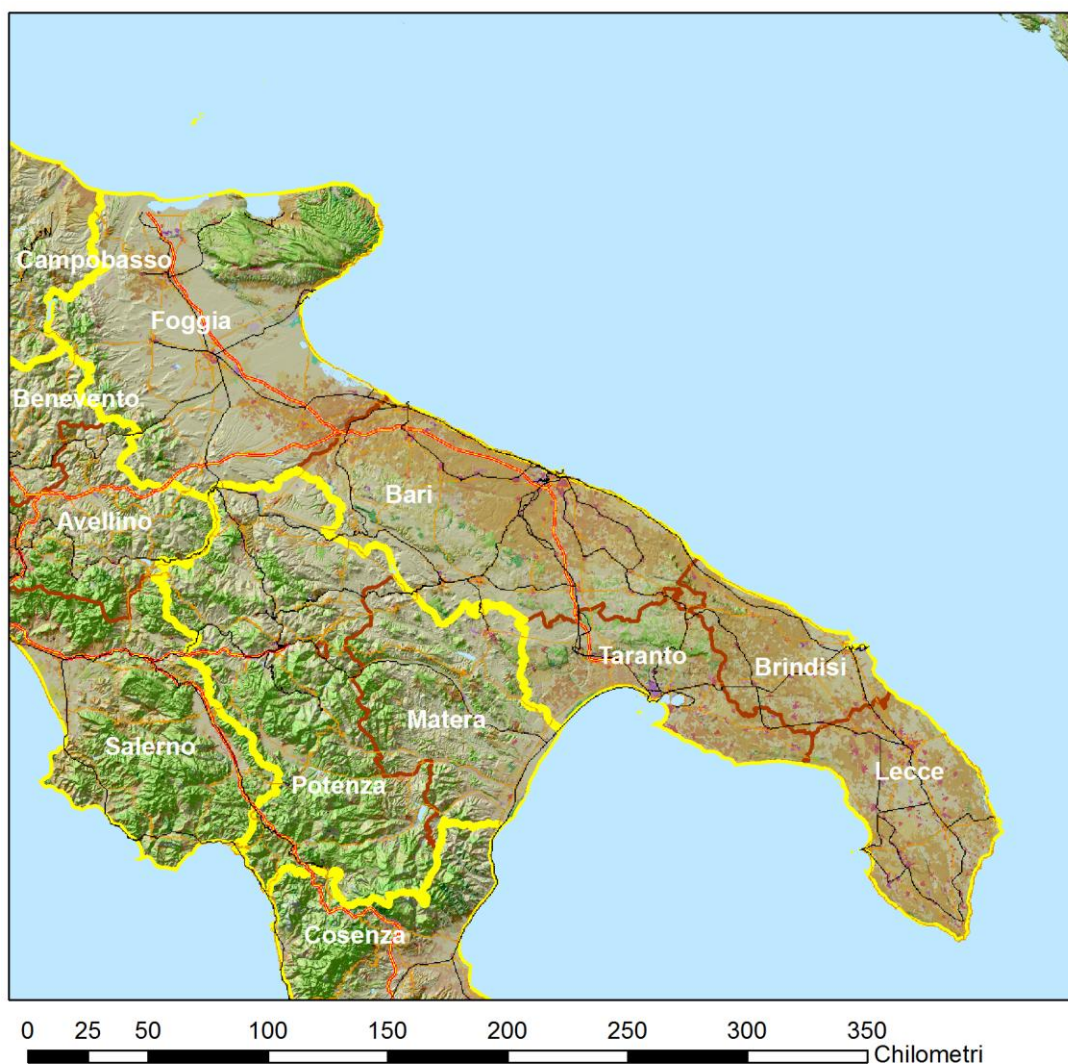 Campobasso
Foggia
Benevento
Bari
Avellino
Taranto
Brindisi
Matera
Salerno
Potenza
Lecce
Cosenza
0 25 50 100 150 200 250 300 350
Chilometri